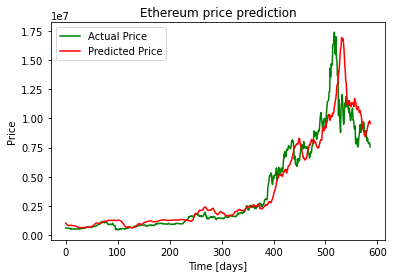 Ethereum price prediction
1e7
Actual Price
Predicted Price
1.75
1.50
1.25
1.00
0.75
0.50
0.25
0.00
Price
0 100 200 300 400 500 600
Time [days]